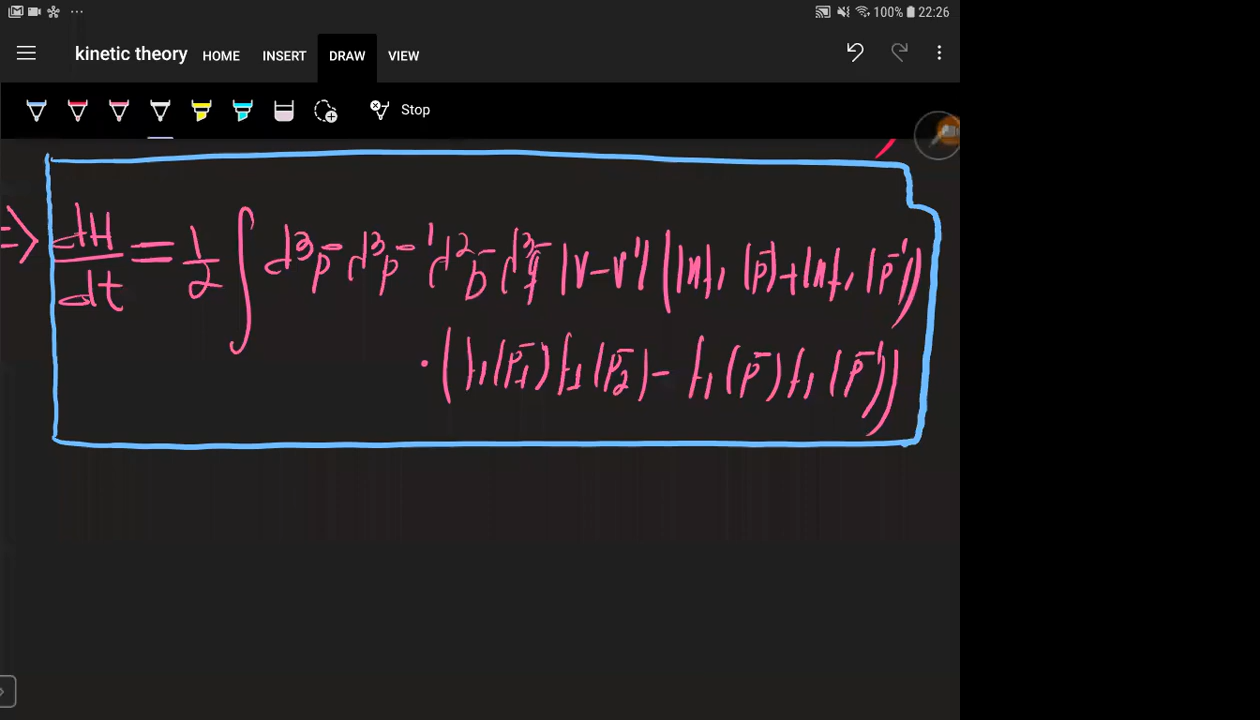 100% 22:26
kinetic theory HOME INSERT DRAW VIEW
Stop
⇒ dH/dt = 1/2 ∫ d³p̄ d³p̄' d²b̄ d³q̄ |v-v'| (ln f₁(p̄) + ln f₁(p̄'))
· (f₁(p̄₁) f₁(p̄₂) - f₁(p̄) f₁(p̄'))